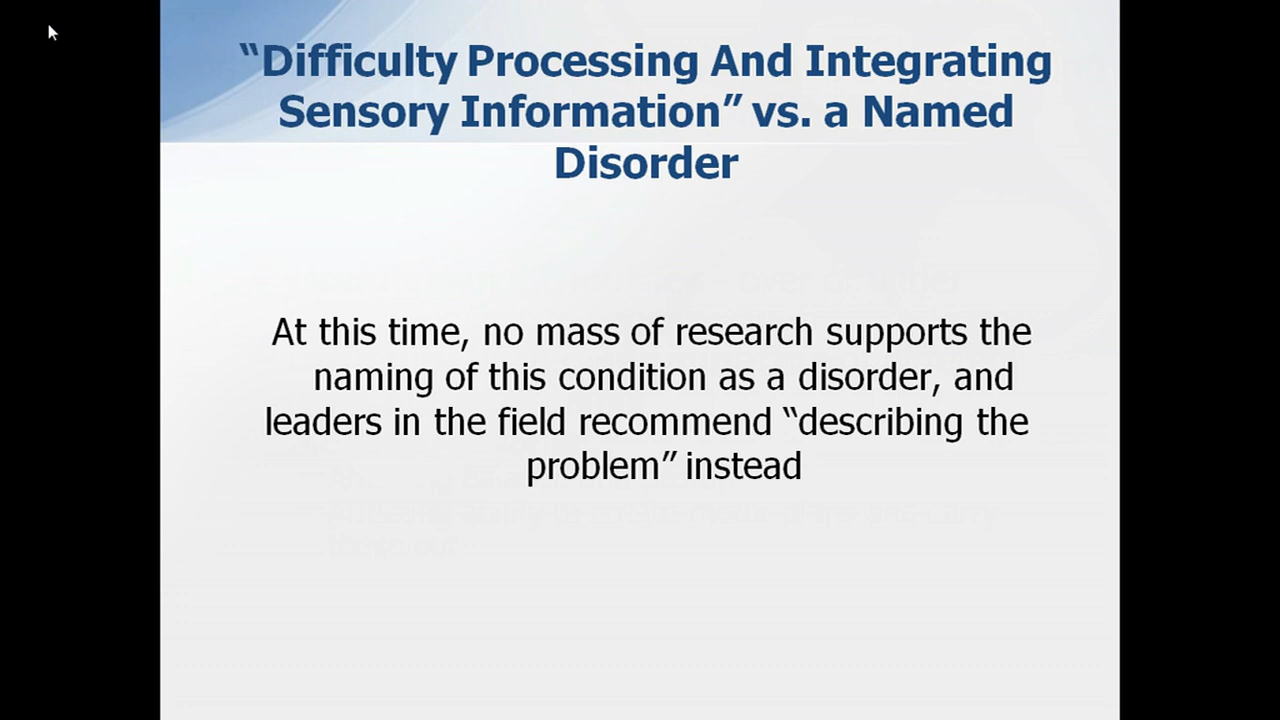 “Difficulty Processing And Integrating
Sensory Information” vs. a Named
Disorder
At this time, no mass of research supports the
naming of this condition as a disorder, and
leaders in the field recommend “describing the
problem” instead